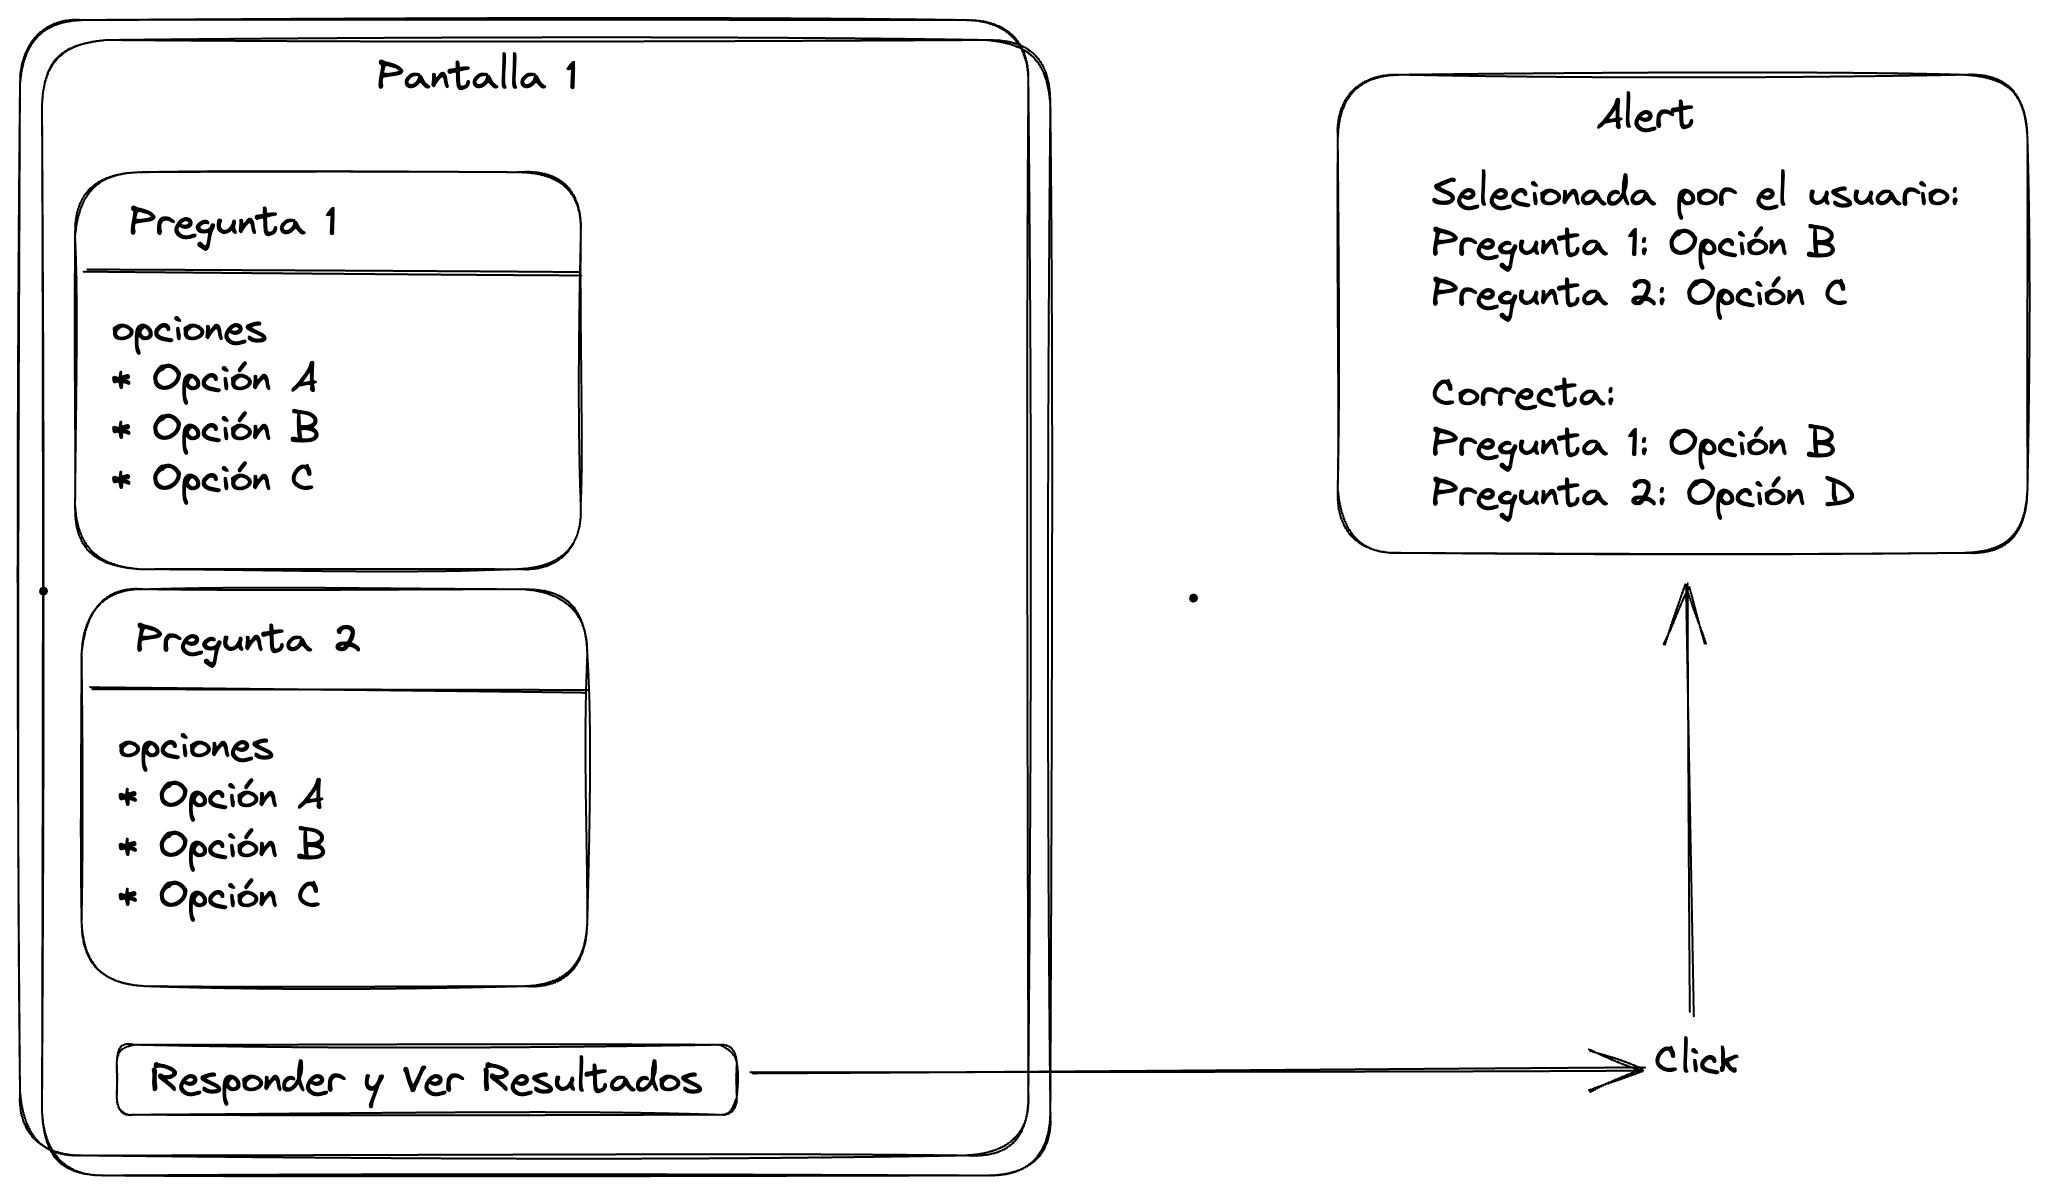 Pantalla 1
Pregunta 1
opciones
* Opción A
* Opción B
* Opción C
Pregunta 2
opciones
* Opción A
* Opción B
* Opción C
Responder y Ver Resultados
Click
Alert
Selecionada por el usuario:
Pregunta 1: Opción B
Pregunta 2: Opción C
Correcta:
Pregunta 1: Opción B
Pregunta 2: Opción D